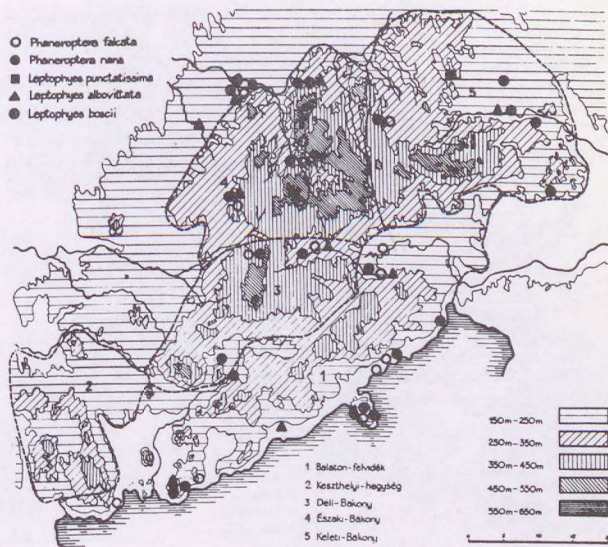 Phaneroptera falcata
Phaneroptera nana
Leptophyes punctatissima
Leptophyes albovittata
Leptophyes boscii
5
4
3
2
1
1 Balaton-felvidék
2 Keszthelyi-hegység
3 Déli-Bakony
4 Északi-Bakony
5 Keleti-Bakony
150m-250m
250m-350m
350m-450m
450m-550m
550m-650m